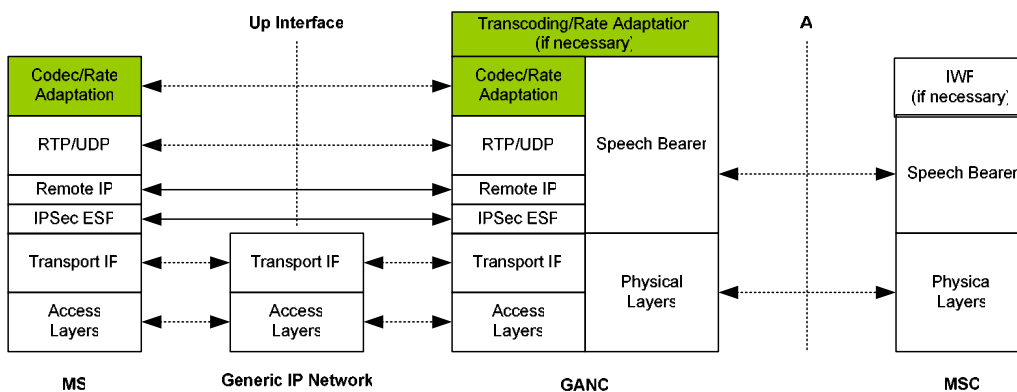 Up Interface
Transcoding/Rate Adaptation
(if necessary)
A
Codec/Rate
Adaptation
Codec/Rate
Adaptation
IWF
(if necessary)
RTP/UDP
RTP/UDP
Speech Bearer
Speech Bearer
Remote IP
Remote IP
IPSec ESP
IPSec ESP
Transport IP
Transport IP
Transport IP
Physical
Layers
Physical
Layers
Access
Layers
Access
Layers
Access
Layers
MS
Generic IP Network
GANC
MSC